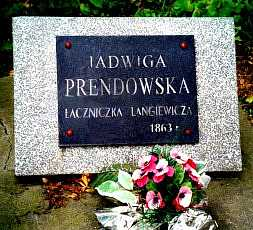 JADWIGA
PRENDOWSKA
ŁĄCZNICZKA LANGIEWICZA
1863 r